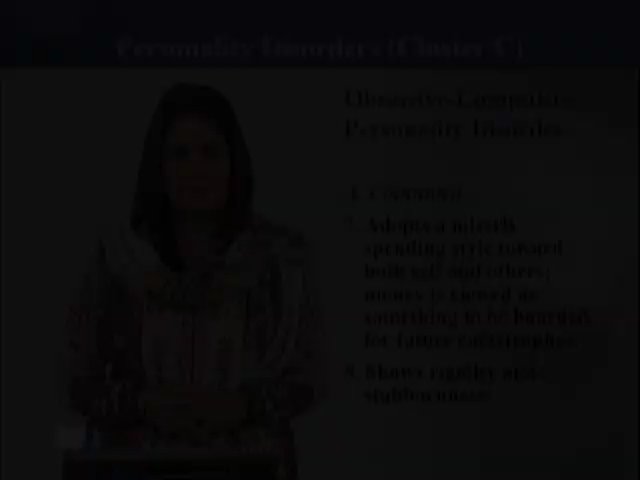 Personality Disorders (Cluster C)
Obsessive-Compulsive
Personality Disorder
7. Adopts a miserly
spending style toward
both self and others;
money is viewed as
something to be hoarded
for future catastrophes
8. Shows rigidity and
stubbornness